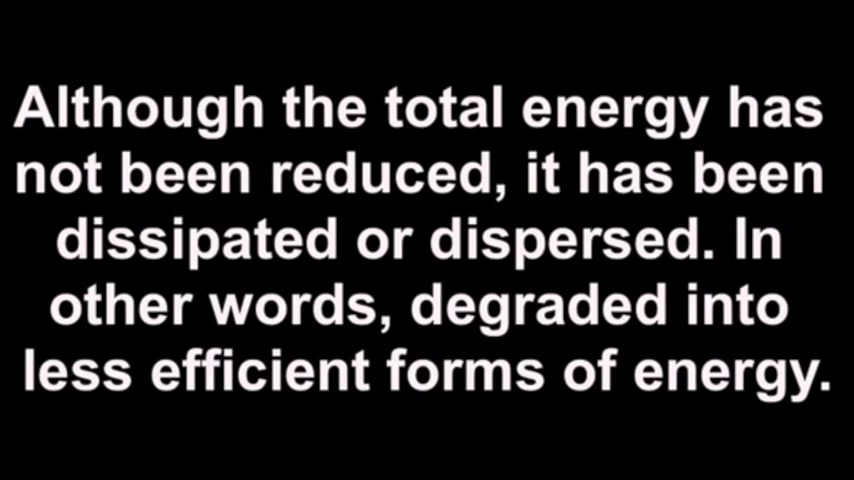 Although the total energy has
not been reduced, it has been
dissipated or dispersed. In
other words, degraded into
less efficient forms of energy.